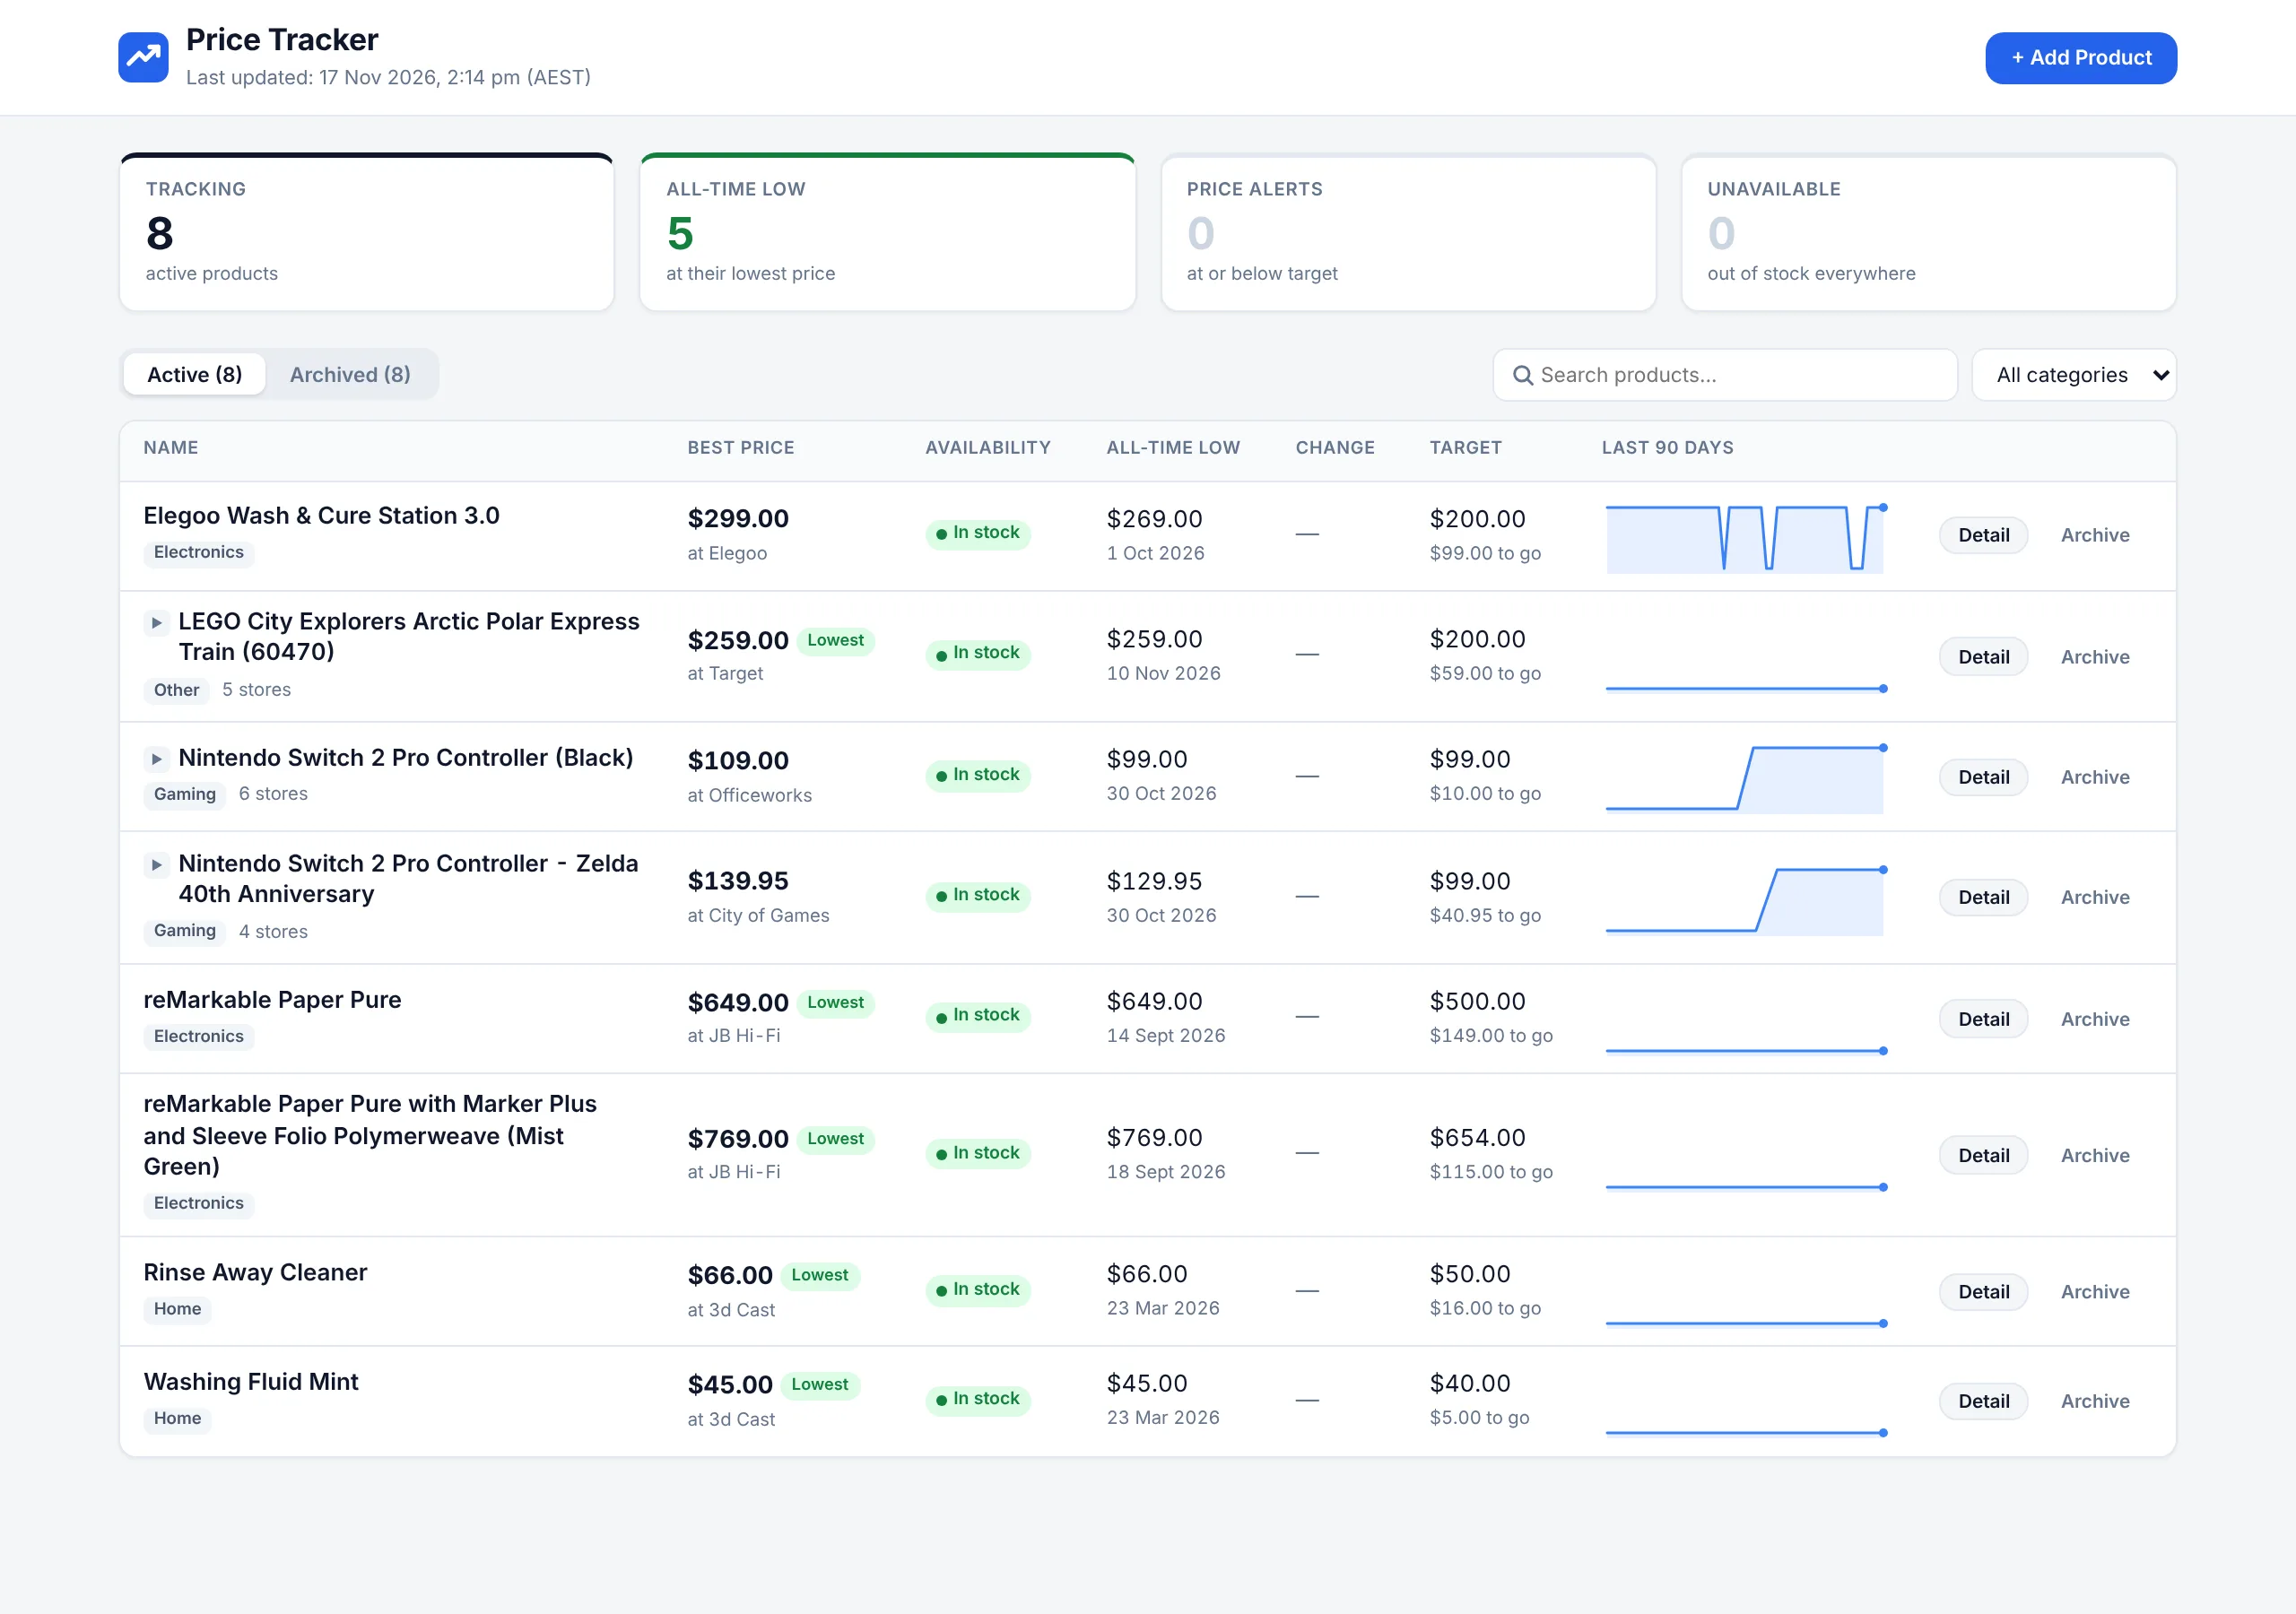 Price Tracker
Last updated: 17 Nov 2026, 2:14 pm (AEST)
+ Add Product
TRACKING
8
active products
ALL-TIME LOW
5
at their lowest price
PRICE ALERTS
0
at or below target
UNAVAILABLE
0
out of stock everywhere
Active (8)
Archived (8)
Search products...
All categories
NAME
BEST PRICE
AVAILABILITY
ALL-TIME LOW
CHANGE
TARGET
LAST 90 DAYS
Elegoo Wash & Cure Station 3.0
Electronics
$299.00
at Elegoo
In stock
$269.00
1 Oct 2026
—
$200.00
$99.00 to go
Detail
Archive
LEGO City Explorers Arctic Polar Express
Train (60470)
Other
5 stores
$259.00
Lowest
at Target
In stock
$259.00
10 Nov 2026
—
$200.00
$59.00 to go
Detail
Archive
Nintendo Switch 2 Pro Controller (Black)
Gaming
6 stores
$109.00
at Officeworks
In stock
$99.00
30 Oct 2026
—
$99.00
$10.00 to go
Detail
Archive
Nintendo Switch 2 Pro Controller - Zelda
40th Anniversary
Gaming
4 stores
$139.95
at City of Games
In stock
$129.95
30 Oct 2026
—
$99.00
$40.95 to go
Detail
Archive
reMarkable Paper Pure
Electronics
$649.00
Lowest
at JB Hi-Fi
In stock
$649.00
14 Sept 2026
—
$500.00
$149.00 to go
Detail
Archive
reMarkable Paper Pure with Marker Plus
and Sleeve Folio Polymerweave (Mist
Green)
Electronics
$769.00
Lowest
at JB Hi-Fi
In stock
$769.00
18 Sept 2026
—
$654.00
$115.00 to go
Detail
Archive
Rinse Away Cleaner
Home
$66.00
Lowest
at 3d Cast
In stock
$66.00
23 Mar 2026
—
$50.00
$16.00 to go
Detail
Archive
Washing Fluid Mint
Home
$45.00
Lowest
at 3d Cast
In stock
$45.00
23 Mar 2026
—
$40.00
$5.00 to go
Detail
Archive